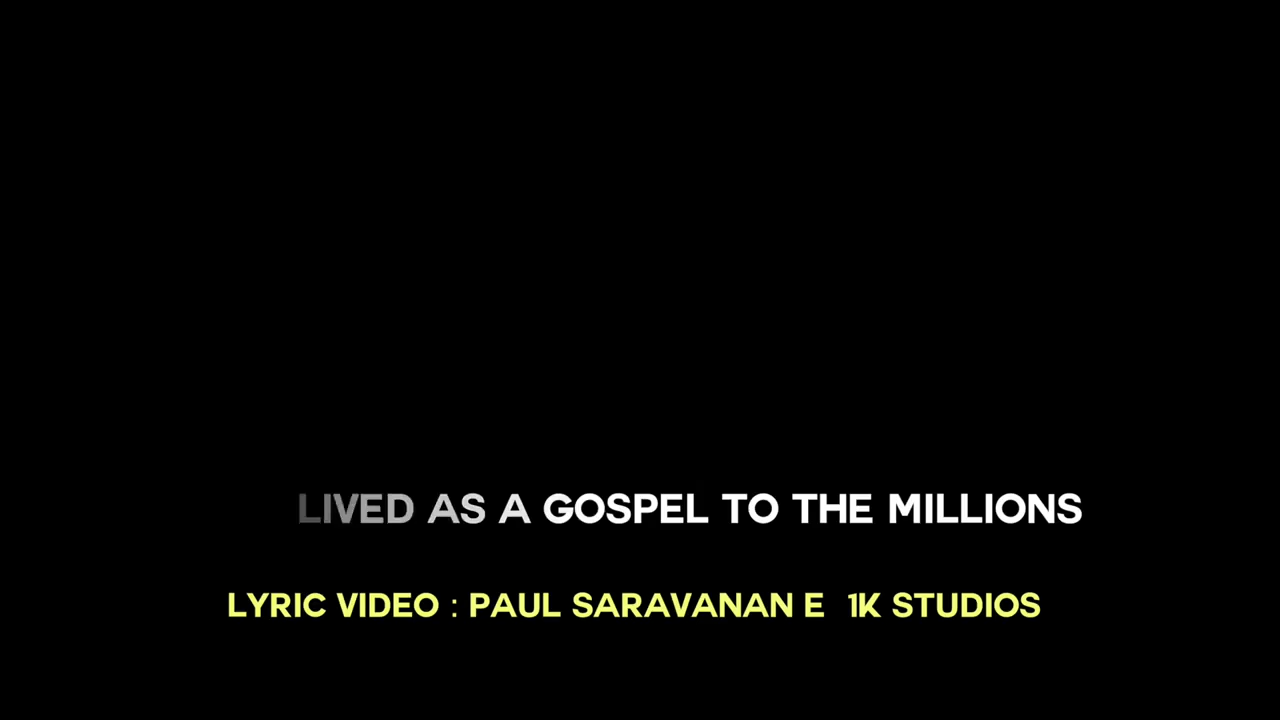 LIVED AS A GOSPEL TO THE MILLIONS
LYRIC VIDEO : PAUL SARAVANAN E 1K STUDIOS